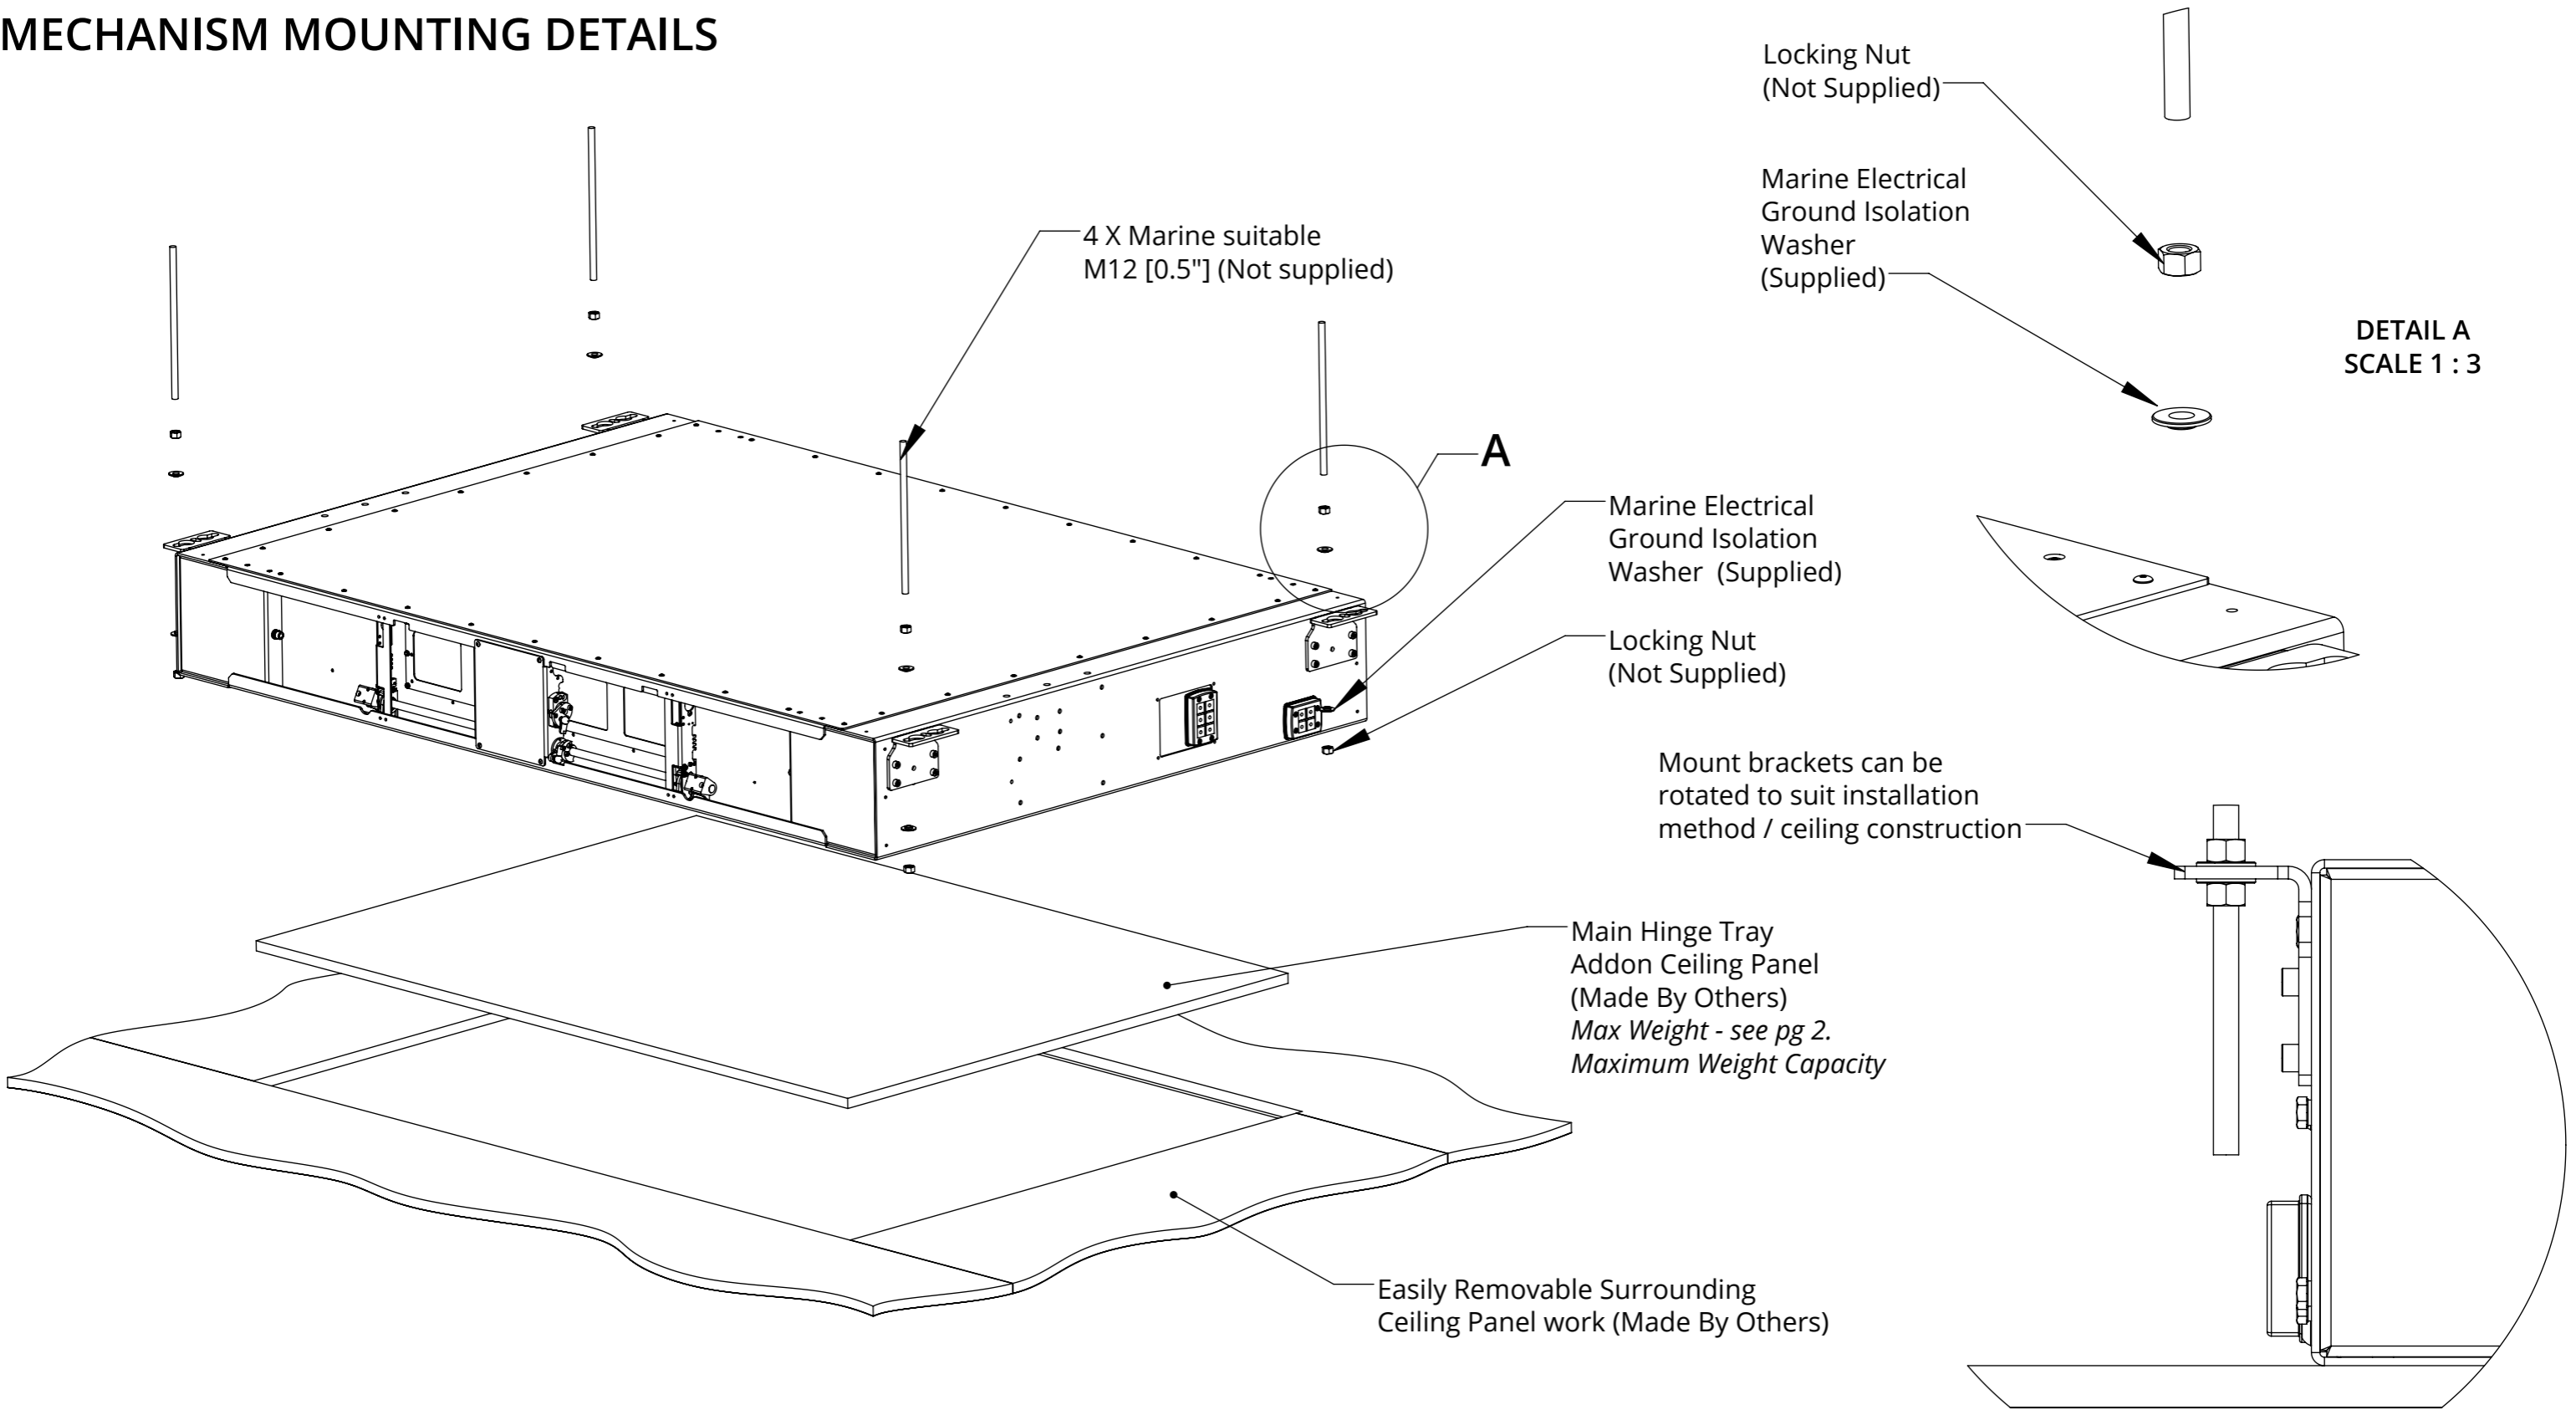 MECHANISM MOUNTING DETAILS
Locking Nut
(Not Supplied)
Marine Electrical
Ground Isolation
Washer
(Supplied)
4 X Marine suitable
M12 [0.5"] (Not supplied)
DETAIL A
SCALE 1 : 3
A
Marine Electrical
Ground Isolation
Washer (Supplied)
Locking Nut
(Not Supplied)
Mount brackets can be
rotated to suit installation
method / ceiling construction
Main Hinge Tray
Addon Ceiling Panel
(Made By Others)
Max Weight - see pg 2.
Maximum Weight Capacity
Easily Removable Surrounding
Ceiling Panel work (Made By Others)